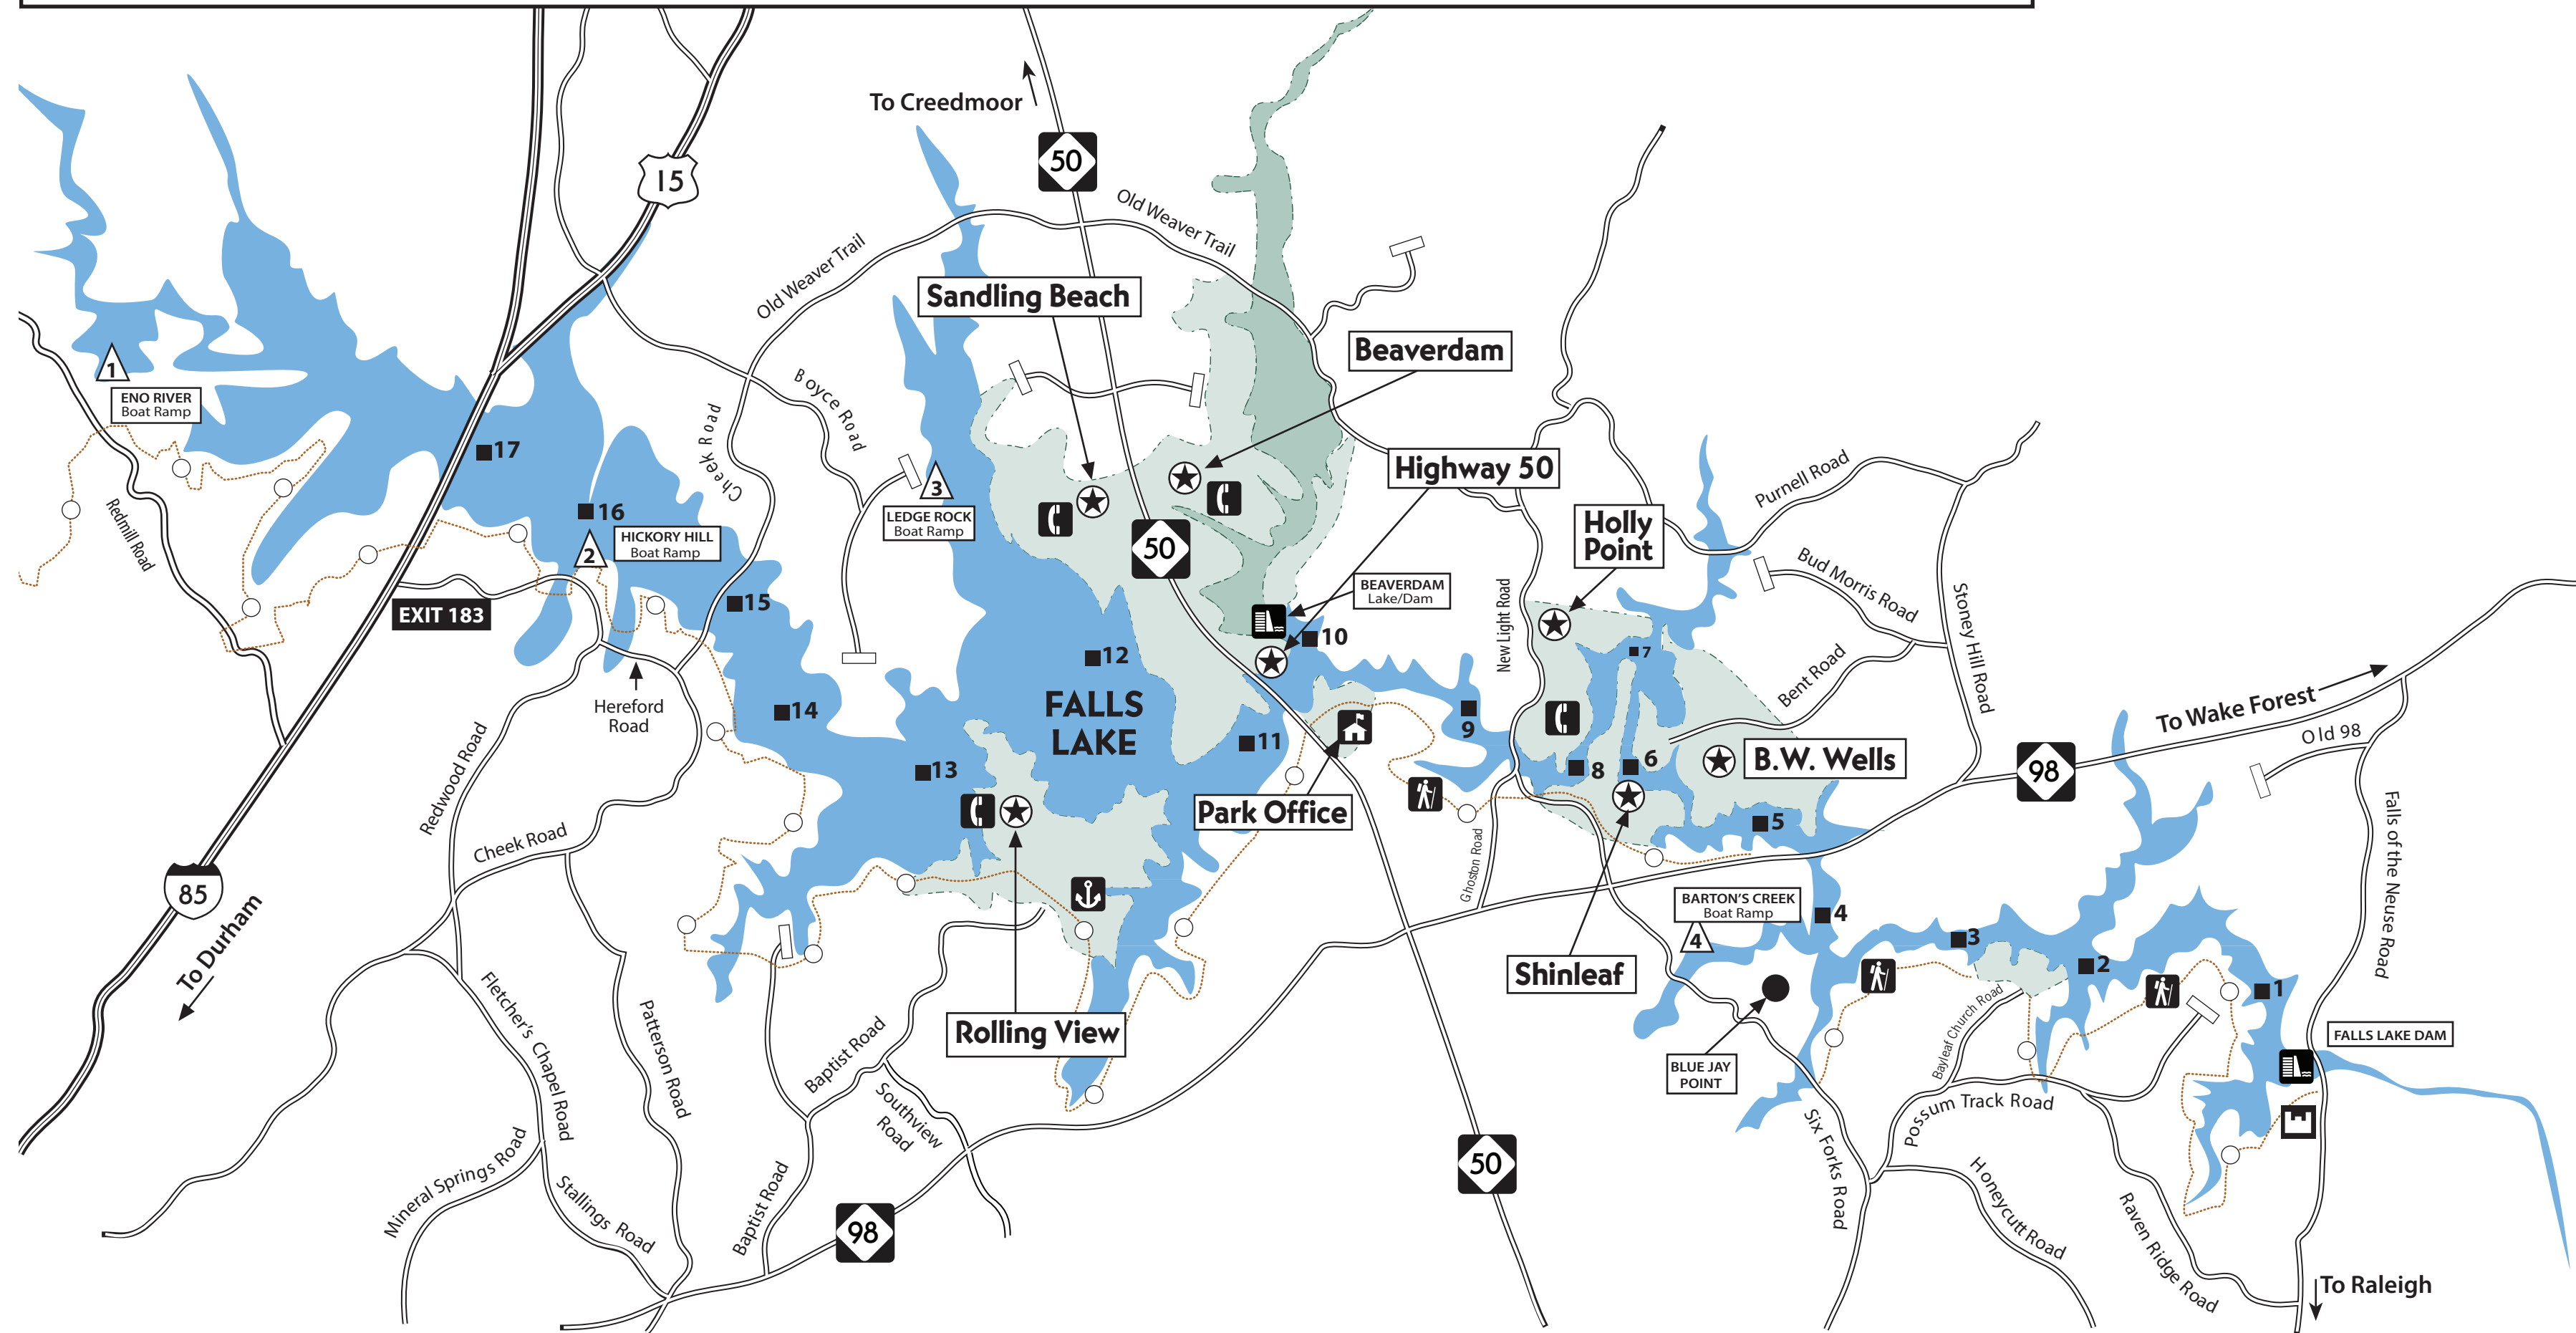 To Creedmoor
50
15
Old Weaver Trail
Old Weaver Trail
Sandling Beach
Beaverdam
1
ENO RIVER
Boat Ramp
Boyce Road
Cheek Road
17
16
2
HICKORY HILL
Boat Ramp
3
LEDGE ROCK
Boat Ramp
Highway 50
Holly
Point
50
Purnell Road
Bud Morris Road
Stoney Hill Road
Redmill Road
EXIT 183
15
BEAVERDAM
Lake/Dam
New Light Road
10
12
7
Hereford
Road
FALLS
LAKE
14
11
9
Bent Road
To Wake Forest
Old 98
13
8
6
B.W. Wells
98
Redwood Road
Park Office
5
Cheek Road
Falls of the Neuse Road
Ghoston Road
85
To Durham
BARTON'S CREEK
Boat Ramp
4
4
3
2
1
Shinleaf
Rolling View
Fletcher's Chapel Road
Patterson Road
Baptist Road
Southview
Road
BLUE JAY
POINT
Bayleaf Church Road
FALLS LAKE DAM
Possum Track Road
Six Forks Road
Mineral Springs Road
Stallings Road
Baptist Road
98
50
Honeycutt Road
Raven Ridge Road
To Raleigh